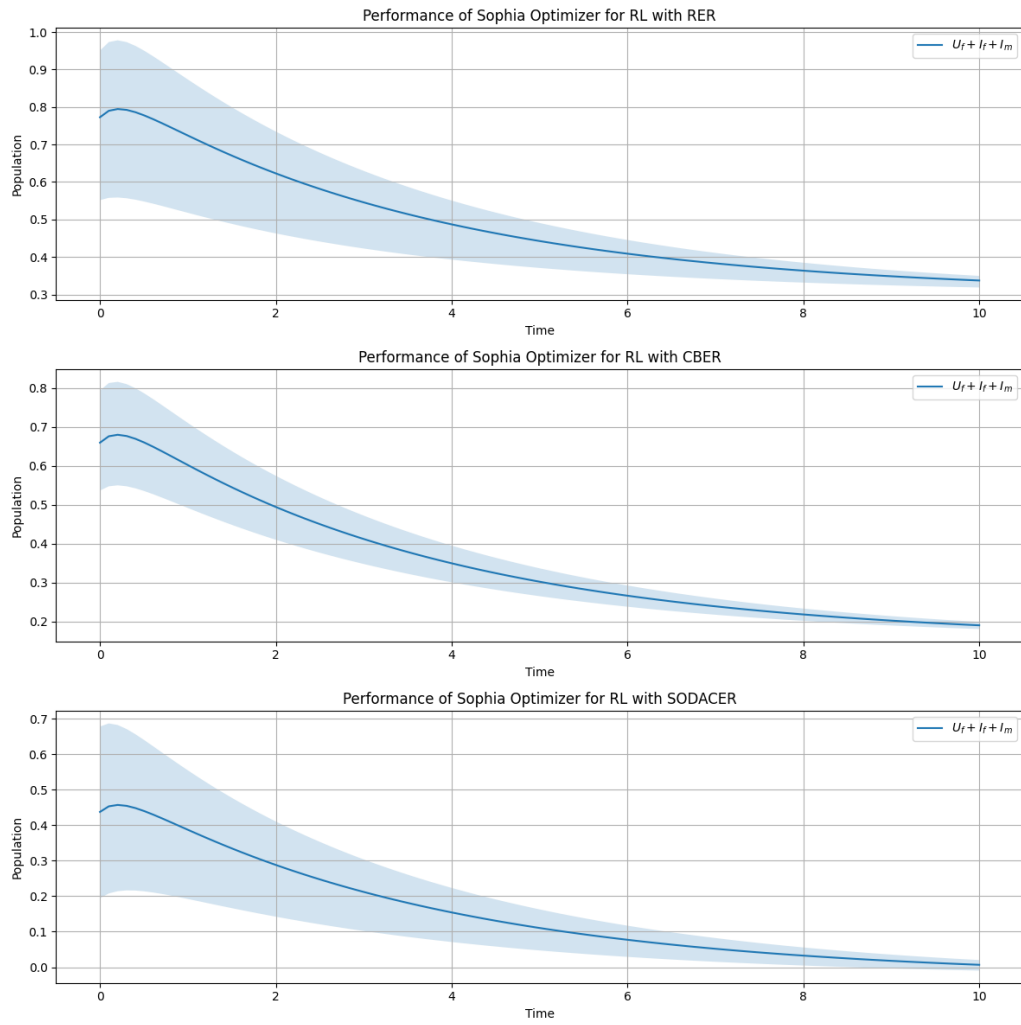 Performance of Sophia Optimizer for RL with RER
U_f + I_f + I_m
1.0
0.9
0.8
0.7
0.6
0.5
0.4
0.3
Population
0 2 4 6 8 10
Time
Performance of Sophia Optimizer for RL with CBER
U_f + I_f + I_m
0.8
0.7
0.6
0.5
0.4
0.3
0.2
Population
0 2 4 6 8 10
Time
Performance of Sophia Optimizer for RL with SODACER
U_f + I_f + I_m
0.7
0.6
0.5
0.4
0.3
0.2
0.1
0.0
Population
0 2 4 6 8 10
Time